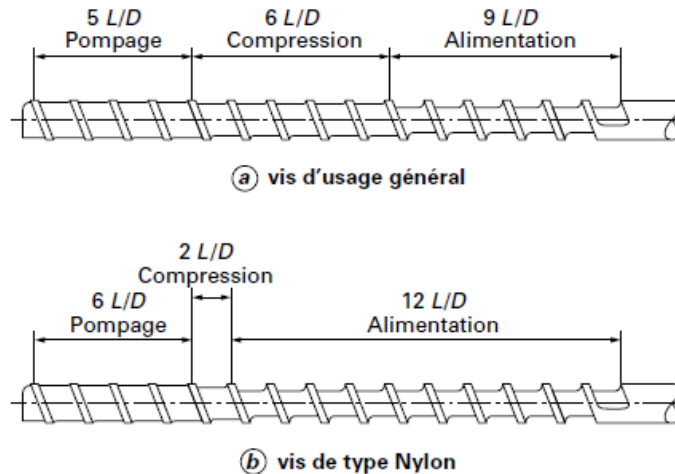 5 L/D
Pompage
6 L/D
Compression
9 L/D
Alimentation
a vis d'usage général
2 L/D
Compression
6 L/D
Pompage
12 L/D
Alimentation
b vis de type Nylon